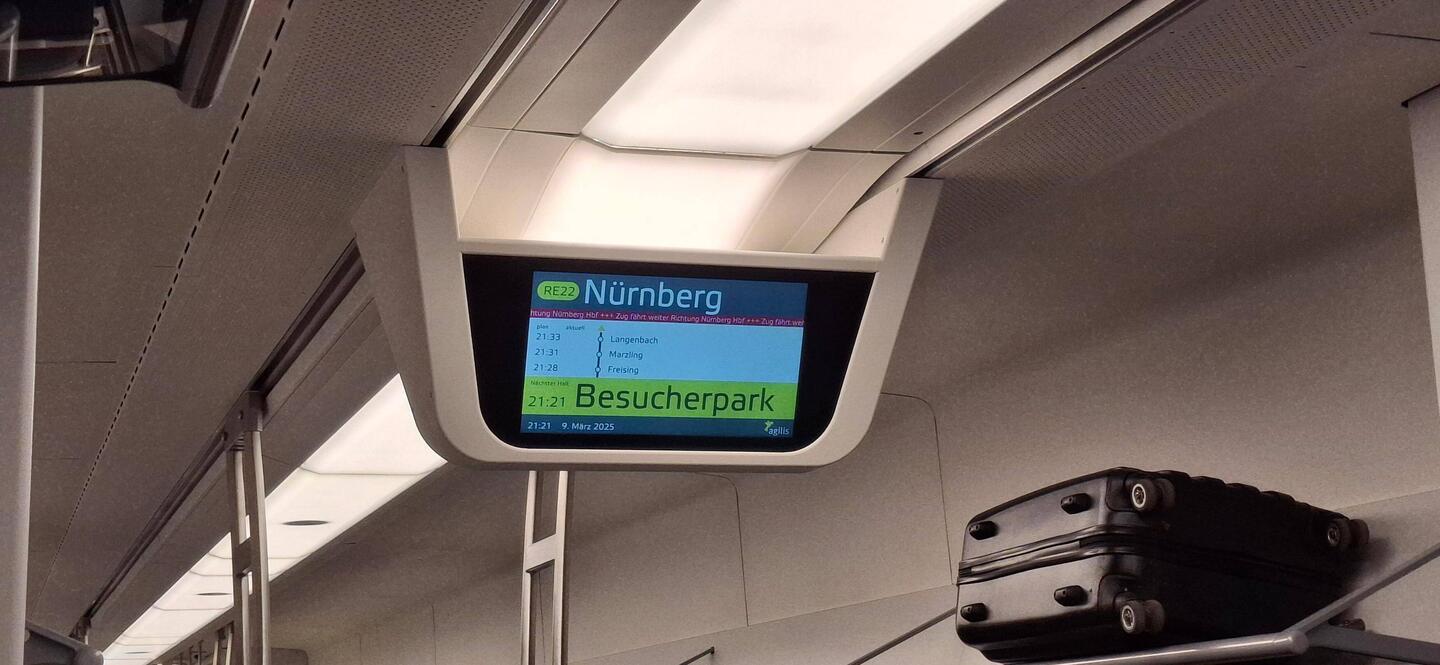 RE22 Nürnberg
htung Nürnberg Hbf +++ Zug fährt weiter Richtung Nürnberg Hbf +++ Zug fährt wei
plan aktuell
21:33 Langenbach
21:31 Marzling
21:28 Freising
Nächster Halt
21:21 Besucherpark
21:21 9. März 2025 agilis